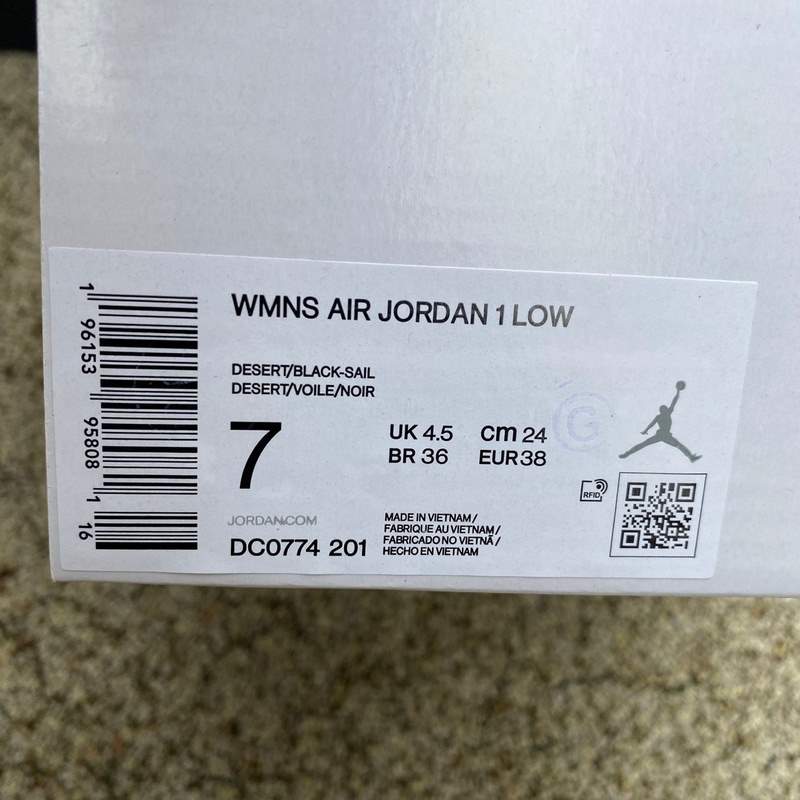 WMNS AIR JORDAN 1 LOW
DESERT/BLACK-SAIL
DESERT/VOILE/NOIR
7
UK 4.5 cm 24
BR 36 EUR 38
G
RFID
JORDAN.COM
DC0774 201
MADE IN VIETNAM/
FABRIQUE AU VIETNAM/
FABRICADO NO VIETNÃ/
HECHO EN VIETNAM
1 96153 95808 1
16